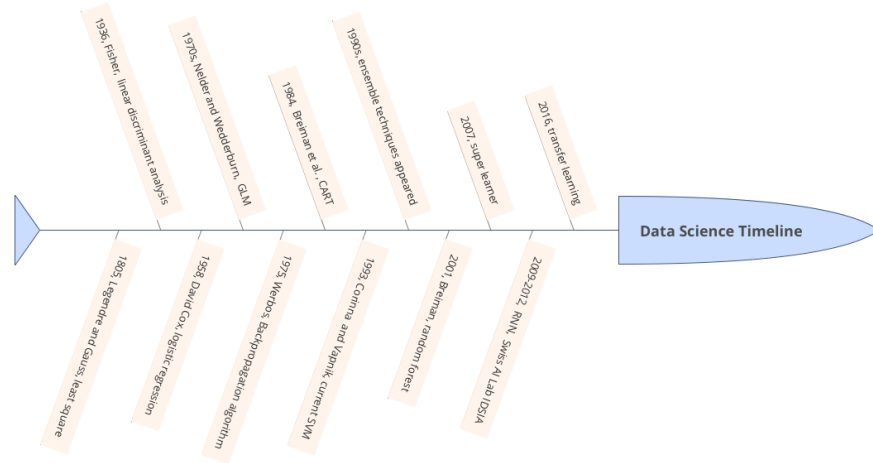 1936, Fisher, linear discriminant analysis
1970s, Nelder and Wedderburn, GLM
1984, Breiman et al., CART
1990s, ensemble techniques appeared
2007, super learner
2016, transfer learning
Data Science Timeline
1805, Legendre and Gauss, least square
1958, David Cox, logistic regression
1975, Werbos, Backpropagation algorithm
1993, Corinna and Vapnik, current SVM
2001, Breiman, random forest
2009-2012, RNN, Swiss AI Lab IDSIA